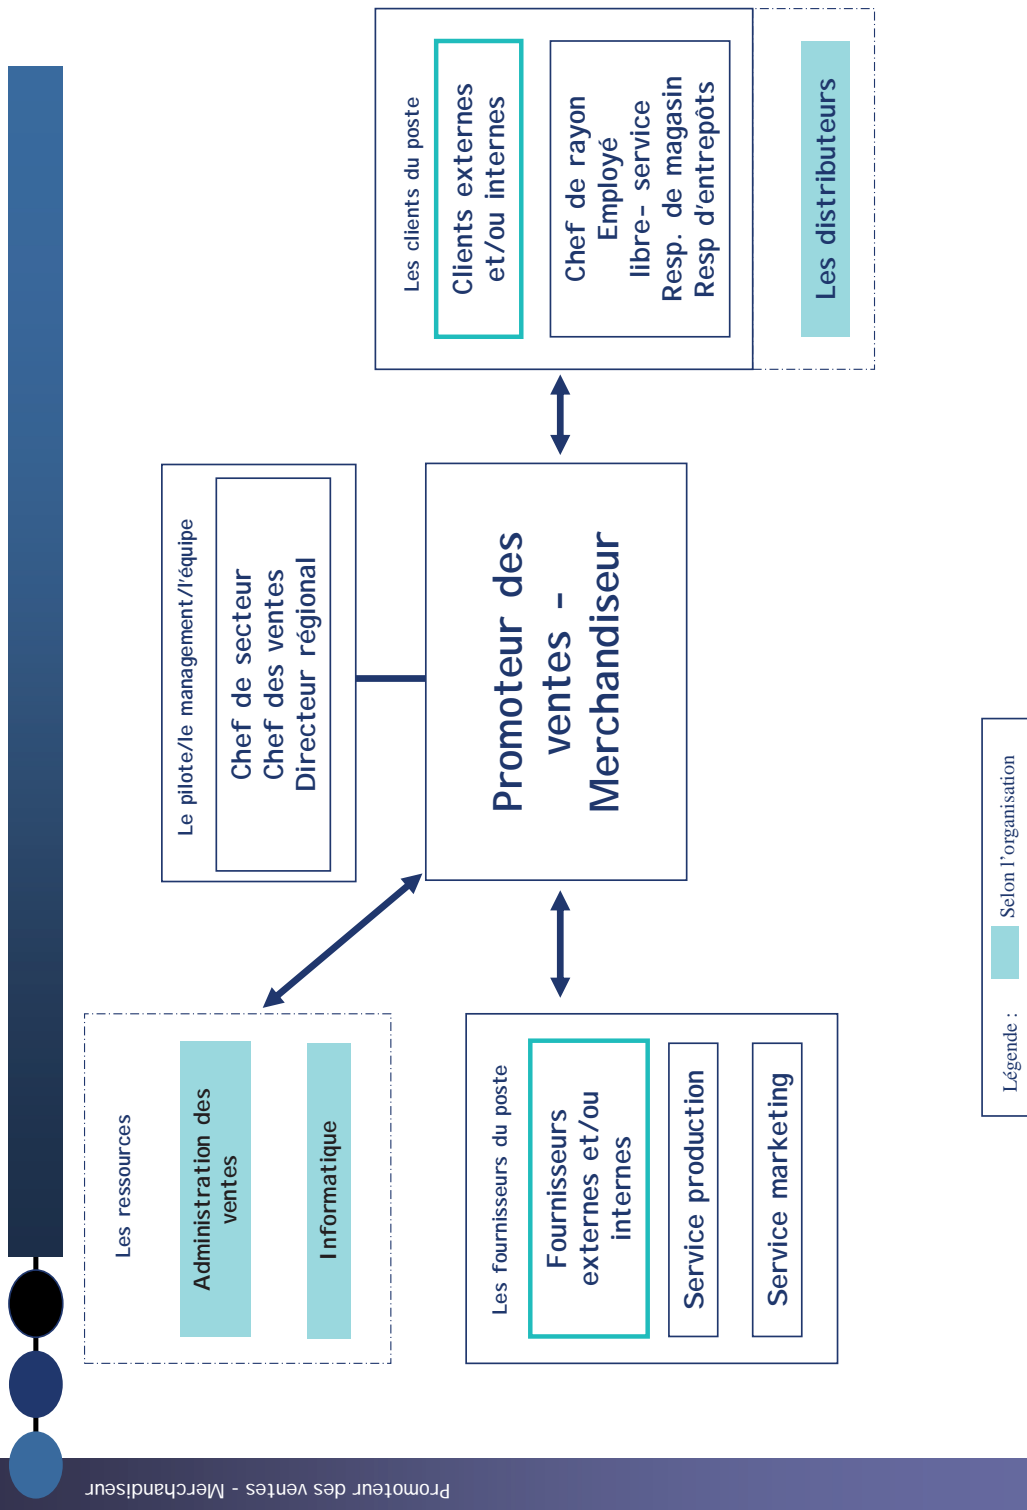 Promoteur des ventes - Merchandiseur
Les ressources
Administration des
ventes
Informatique
Le pilote/le management/l'équipe
Chef de secteur
Chef des ventes
Directeur régional
Les fournisseurs du poste
Fournisseurs
externes et/ou
internes
Service production
Service marketing
Promoteur des
ventes -
Merchandiseur
Les clients du poste
Clients externes
et/ou internes
Chef de rayon
Employé
libre- service
Resp. de magasin
Resp d'entrepôts
Les distributeurs
Légende :
Selon l'organisation